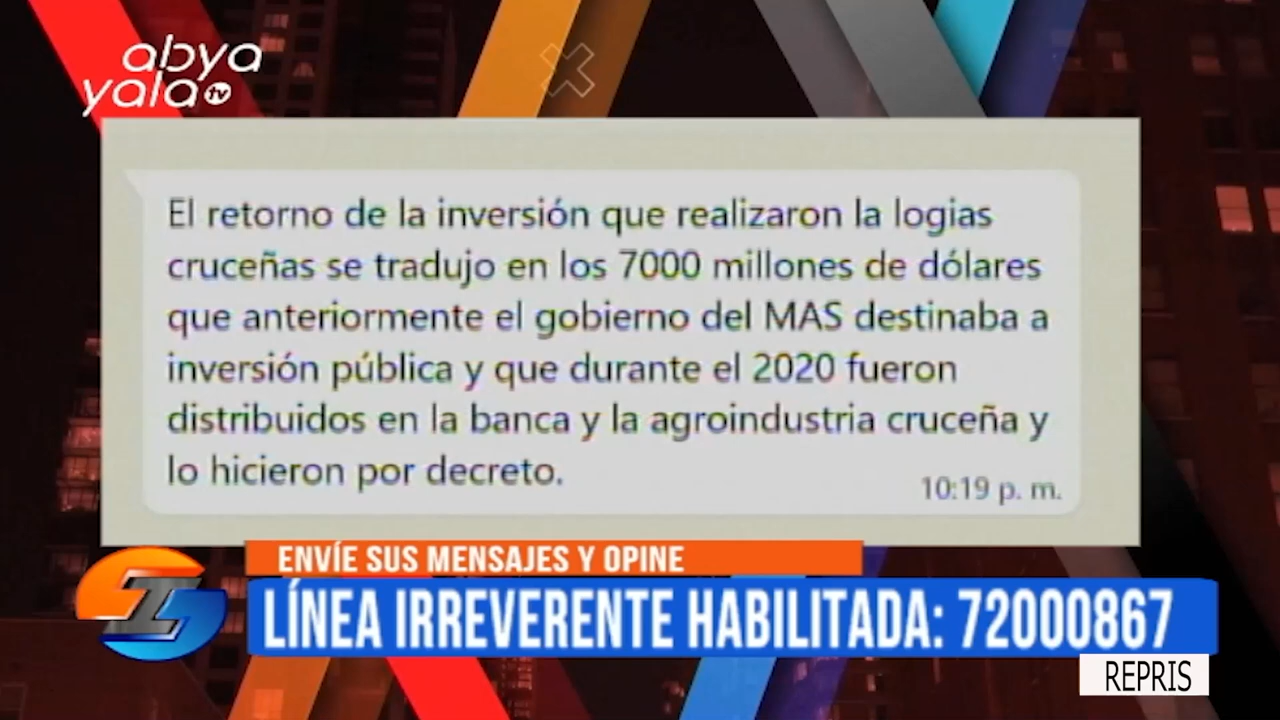 abya
yala tv
El retorno de la inversión que realizaron la logias
cruceñas se tradujo en los 7000 millones de dólares
que anteriormente el gobierno del MAS destinaba a
inversión pública y que durante el 2020 fueron
distribuidos en la banca y la agroindustria cruceña y
lo hicieron por decreto.
10:19 p. m.
ENVÍE SUS MENSAJES Y OPINE
LÍNEA IRREVERENTE HABILITADA: 72000867
REPRIS